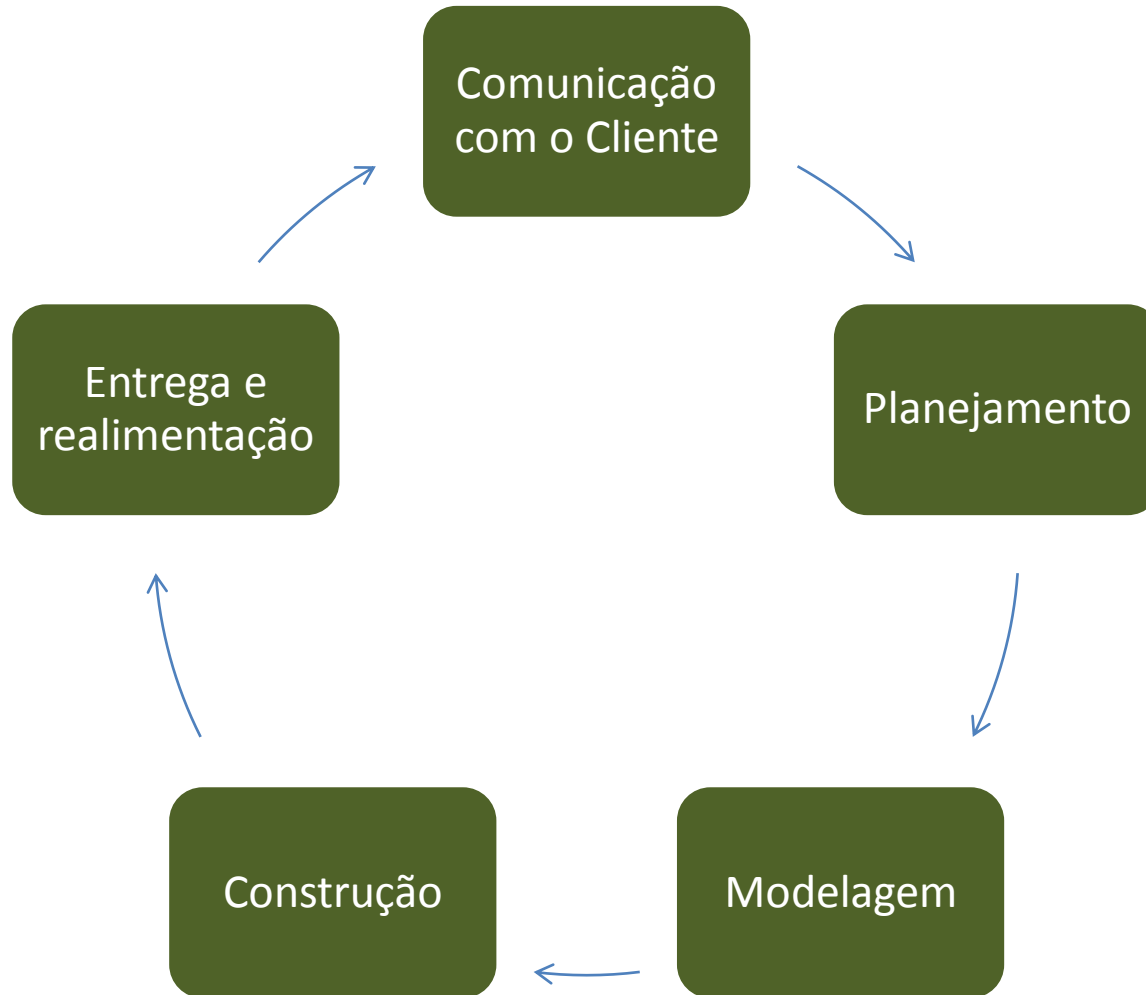 Comunicação
com o Cliente
Planejamento
Modelagem
Construção
Entrega e
realimentação